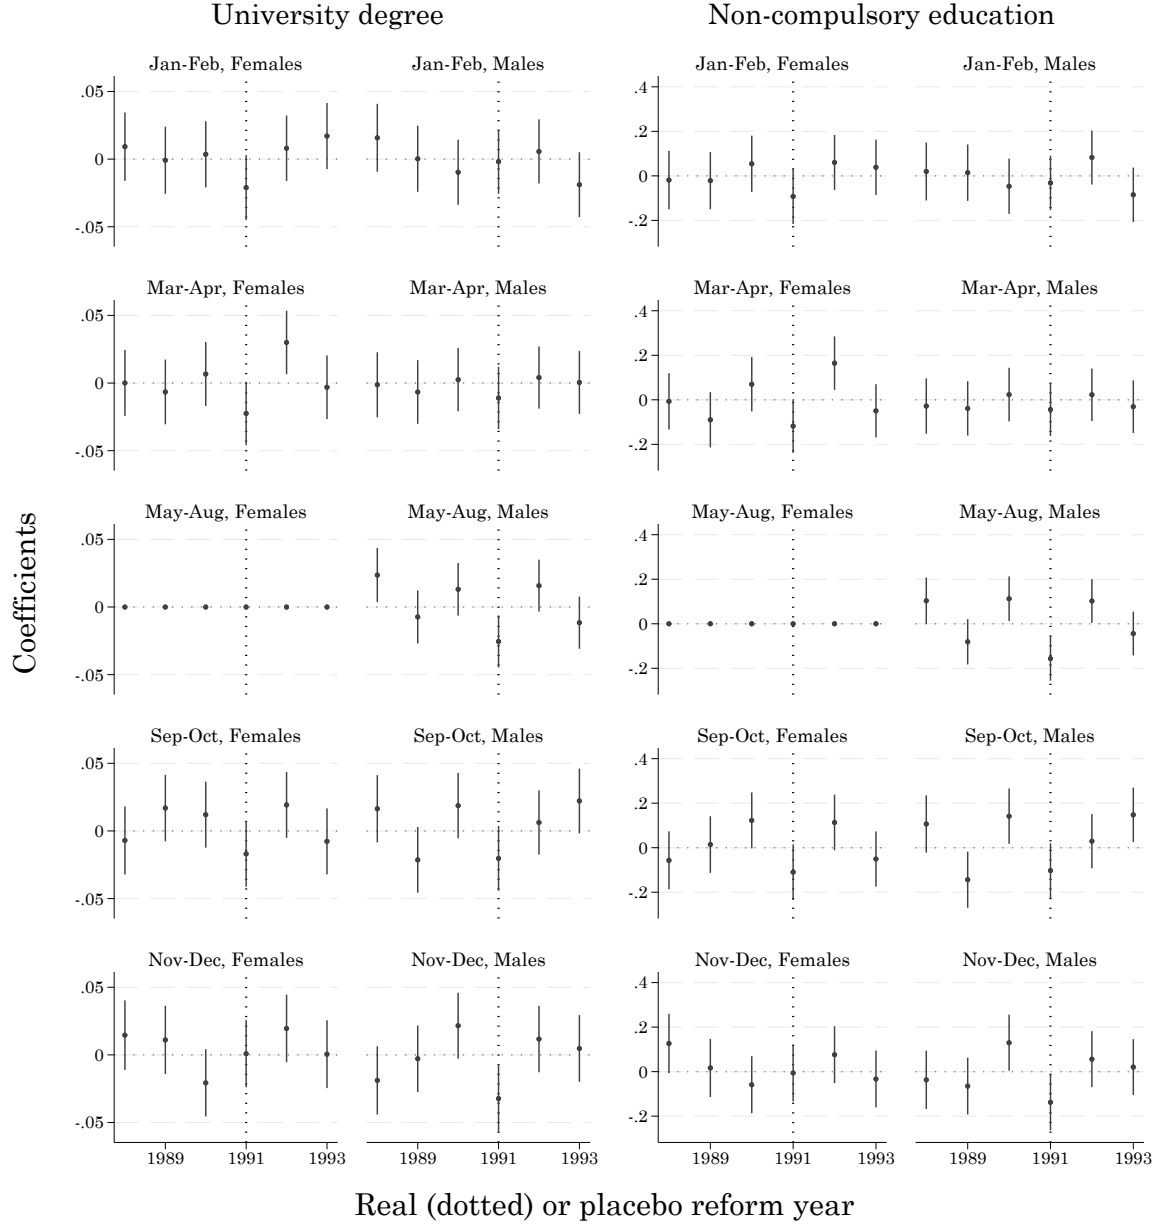 University degree
Non-compulsory education
Jan-Feb, Females
Jan-Feb, Males
Jan-Feb, Females
Jan-Feb, Males
.05
0
-.05
.4
.2
0
-.2
Mar-Apr, Females
Mar-Apr, Males
Mar-Apr, Females
Mar-Apr, Males
.05
0
-.05
.4
.2
0
-.2
May-Aug, Females
May-Aug, Males
May-Aug, Females
May-Aug, Males
.05
0
-.05
.4
.2
0
-.2
Sep-Oct, Females
Sep-Oct, Males
Sep-Oct, Females
Sep-Oct, Males
.05
0
-.05
.4
.2
0
-.2
Nov-Dec, Females
Nov-Dec, Males
Nov-Dec, Females
Nov-Dec, Males
.05
0
-.05
.4
.2
0
-.2
1989 1991 1993
1989 1991 1993
1989 1991 1993
1989 1991 1993
Coefficients
Real (dotted) or placebo reform year